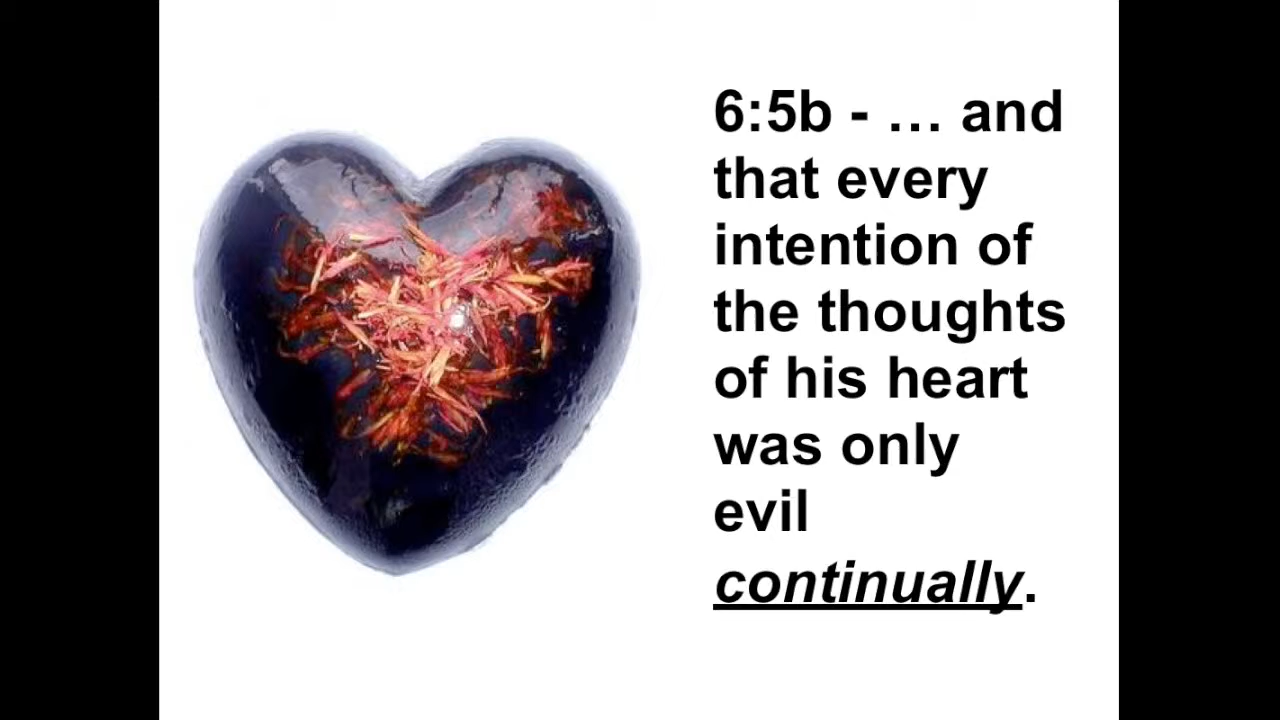 6:5b - … and
that every
intention of
the thoughts
of his heart
was only
evil
continually.